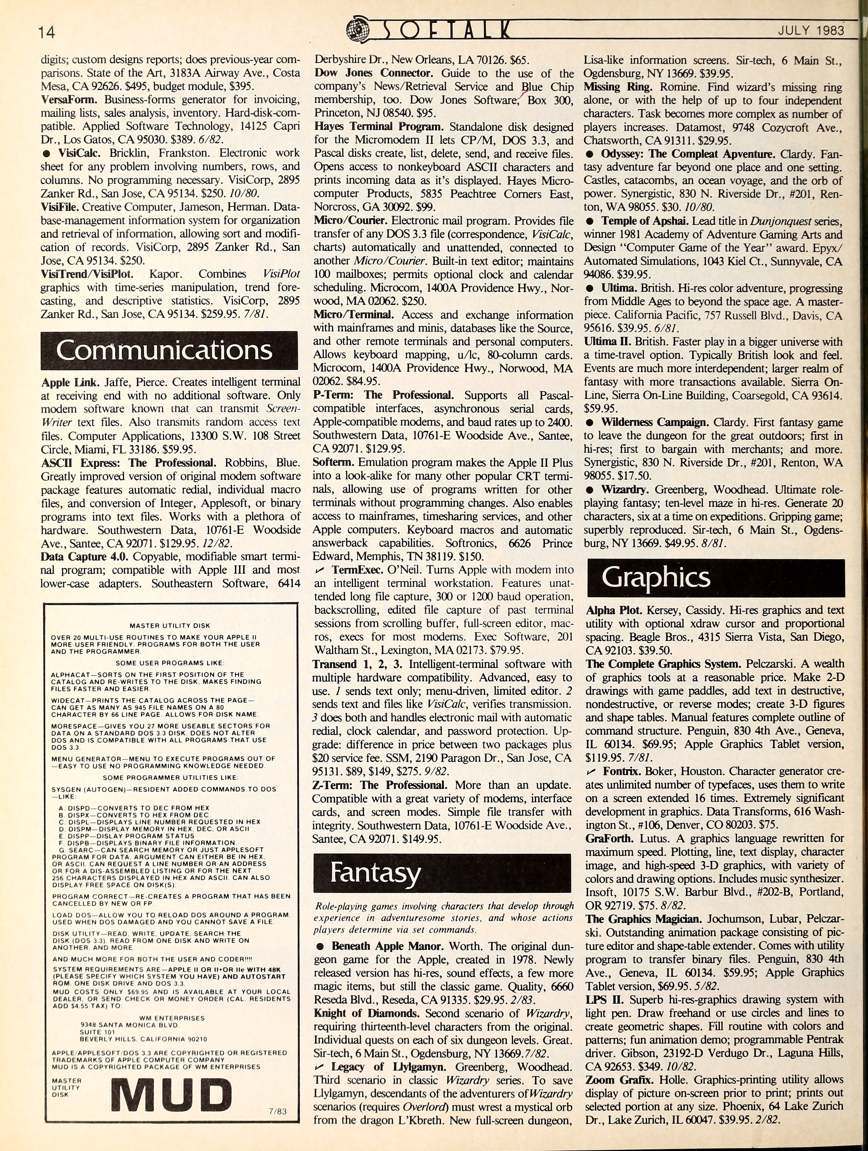 14
SOFTALK
JULY 1983
digits; custom designs reports; does previous-year com-
parisons. State of the Art, 3183A Airway Ave., Costa
Mesa, CA 92626. $495, budget module, $395.
VersaForm. Business-forms generator for invoicing,
mailing lists, sales analysis, inventory. Hard-disk-com-
patible. Applied Software Technology, 14125 Capri
Dr., Los Gatos, CA 95030. $389. 6/82.
● VisiCalc. Bricklin, Frankston. Electronic work
sheet for any problem involving numbers, rows, and
columns. No programming necessary. VisiCorp, 2895
Zanker Rd., San Jose, CA 95134. $250. 10/80.
VisiFile. Creative Computer, Jameson, Herman. Data-
base-management information system for organization
and retrieval of information, allowing sort and modifi-
cation of records. VisiCorp, 2895 Zanker Rd., San
Jose, CA 95134. $250.
VisiTrend/VisiPlot. Kapor. Combines VisiPlot
graphics with time-series manipulation, trend fore-
casting, and descriptive statistics. VisiCorp, 2895
Zanker Rd., San Jose, CA 95134. $259.95. 7/81.
Communications
Apple Link. Jaffe, Pierce. Creates intelligent terminal
at receiving end with no additional software. Only
modem software known that can transmit Screen-
Writer text files. Also transmits random access text
files. Computer Applications, 13300 S.W. 108 Street
Circle, Miami, FL 33186. $59.95.
ASCII Express: The Professional. Robbins, Blue.
Greatly improved version of original modem software
package features automatic redial, individual macro
files, and conversion of Integer, Applesoft, or binary
programs into text files. Works with a plethora of
hardware. Southwestern Data, 10761-E Woodside
Ave., Santee, CA 92071. $129.95. 12/82.
Data Capture 4.0. Copyable, modifiable smart termi-
nal program; compatible with Apple III and most
lower-case adapters. Southeastern Software, 6414
MASTER UTILITY DISK
OVER 20 MULTI-USE ROUTINES TO MAKE YOUR APPLE II
MORE USER FRIENDLY. PROGRAMS FOR BOTH THE USER
AND THE PROGRAMMER.
SOME USER PROGRAMS LIKE:
ALPHACAT—SORTS ON THE FIRST POSITION OF THE
CATALOG AND RE-WRITES TO THE DISK. MAKES FINDING
FILES FASTER AND EASIER.
WIDECAT—PRINTS THE CATALOG ACROSS THE PAGE—
CAN GET AS MANY AS 945 FILE NAMES ON A 80
CHARACTER BY 66 LINE PAGE. ALLOWS FOR DISK NAME.
MORESPACE—GIVES YOU 27 MORE USEABLE SECTORS FOR
DATA ON A STANDARD DOS 3.3 DISK. DOES NOT ALTER
DOS AND IS COMPATIBLE WITH ALL PROGRAMS THAT USE
DOS 3.3.
MENU GENERATOR—MENU TO EXECUTE PROGRAMS OUT OF
—EASY TO USE NO PROGRAMMING KNOWLEDGE NEEDED.
SOME PROGRAMMER UTILITIES LIKE:
SYSGEN (AUTOGEN)—RESIDENT ADDED COMMANDS TO DOS
—LIKE:
A. DISPD—CONVERTS TO DEC FROM HEX
B. DISPX—CONVERTS TO HEX FROM DEC
C. DISPL—DISPLAYS LINE NUMBER REQUESTED IN HEX
D. DISPM—DISPLAY MEMORY IN HEX, DEC, OR ASCII
E. DISPP—DISLAY PROGRAM STATUS
F. DISPB—DISPLAYS BINARY FILE INFORMATION.
G. SEARC—CAN SEARCH MEMORY OR JUST APPLESOFT
PROGRAM FOR DATA. ARGUMENT CAN EITHER BE IN HEX.
OR ASCII. CAN REQUEST A LINE NUMBER OR AN ADDRESS
OR FOR A DIS-ASSEMBLED LISTING OR FOR THE NEXT
256 CHARACTERS DISPLAYED IN HEX AND ASCII. CAN ALSO
DISPLAY FREE SPACE ON DISK(S).
PROGRAM CORRECT—RE-CREATES A PROGRAM THAT HAS BEEN
CANCELLED BY NEW OR FP.
LOAD DOS—ALLOW YOU TO RELOAD DOS AROUND A PROGRAM.
USED WHEN DOS DAMAGED AND YOU CANNOT SAVE A FILE.
DISK UTILITY—READ, WRITE, UPDATE, SEARCH THE
DISK (DOS 3.3). READ FROM ONE DISK AND WRITE ON
ANOTHER. AND MORE.
AND MUCH MORE FOR BOTH THE USER AND CODER!!!!
SYSTEM REQUIREMENTS ARE—APPLE II OR II+OR IIe WITH 48K
(PLEASE SPECIFY WHICH SYSTEM YOU HAVE) AND AUTOSTART
ROM. ONE DISK DRIVE AND DOS 3.3.
MUD COSTS ONLY $69.95 AND IS AVAILABLE AT YOUR LOCAL
DEALER, OR SEND CHECK OR MONEY ORDER (CAL. RESIDENTS
ADD $4.55 TAX) TO:
WM ENTERPRISES
9348 SANTA MONICA BLVD.
SUITE 101
BEVERLY HILLS, CALIFORNIA 90210
APPLE/APPLESOFT/DOS 3.3 ARE COPYRIGHTED OR REGISTERED
TRADEMARKS OF APPLE COMPUTER COMPANY
MUD IS A COPYRIGHTED PACKAGE OF WM ENTERPRISES
MASTER
UTILITY
DISK
MUD
7/83
Derbyshire Dr., New Orleans, LA 70126. $65.
Dow Jones Connector. Guide to the use of the
company's News/Retrieval Service and Blue Chip
membership, too. Dow Jones Software, Box 300,
Princeton, NJ 08540. $95.
Hayes Terminal Program. Standalone disk designed
for the Micromodem II lets CP/M, DOS 3.3, and
Pascal disks create, list, delete, send, and receive files.
Opens access to nonkeyboard ASCII characters and
prints incoming data as it's displayed. Hayes Micro-
computer Products, 5835 Peachtree Corners East,
Norcross, GA 30092. $99.
Micro/Courier. Electronic mail program. Provides file
transfer of any DOS 3.3 file (correspondence, VisiCalc,
charts) automatically and unattended, connected to
another Micro/Courier. Built-in text editor; maintains
100 mailboxes; permits optional clock and calendar
scheduling. Microcom, 1400A Providence Hwy., Nor-
wood, MA 02062. $250.
Micro/Terminal. Access and exchange information
with mainframes and minis, databases like the Source,
and other remote terminals and personal computers.
Allows keyboard mapping, u/lc, 80-column cards.
Microcom, 1400A Providence Hwy., Norwood, MA
02062. $84.95.
P-Term: The Professional. Supports all Pascal-
compatible interfaces, asynchronous serial cards,
Apple-compatible modems, and baud rates up to 2400.
Southwestern Data, 10761-E Woodside Ave., Santee,
CA 92071. $129.95.
Softerm. Emulation program makes the Apple II Plus
into a look-alike for many other popular CRT termi-
nals, allowing use of programs written for other
terminals without programming changes. Also enables
access to mainframes, timesharing services, and other
Apple computers. Keyboard macros and automatic
answerback capabilities. Softronics, 6626 Prince
Edward, Memphis, TN 38119. $150.
✓ TermExec. O'Neil. Turns Apple with modem into
an intelligent terminal workstation. Features unat-
tended long file capture, 300 or 1200 baud operation,
backscrolling, edited file capture of past terminal
sessions from scrolling buffer, full-screen editor, mac-
ros, execs for most modems. Exec Software, 201
Waltham St., Lexington, MA 02173. $79.95.
Transend 1, 2, 3. Intelligent-terminal software with
multiple hardware compatibility. Advanced, easy to
use. 1 sends text only; menu-driven, limited editor. 2
sends text and files like VisiCalc, verifies transmission.
3 does both and handles electronic mail with automatic
redial, clock calendar, and password protection. Up-
grade: difference in price between two packages plus
$20 service fee. SSM, 2190 Paragon Dr., San Jose, CA
95131. $89, $149, $275. 9/82.
Z-Term: The Professional. More than an update.
Compatible with a great variety of modems, interface
cards, and screen modes. Simple file transfer with
integrity. Southwestern Data, 10761-E Woodside Ave.,
Santee, CA 92071. $149.95.
Fantasy
Role-playing games involving characters that develop through
experience in adventuresome stories, and whose actions
players determine via set commands.
● Beneath Apple Manor. Worth. The original dun-
geon game for the Apple, created in 1978. Newly
released version has hi-res, sound effects, a few more
magic items, but still the classic game. Quality, 6660
Reseda Blvd., Reseda, CA 91335. $29.95. 2/83.
Knight of Diamonds. Second scenario of Wizardry,
requiring thirteenth-level characters from the original.
Individual quests on each of six dungeon levels. Great.
Sir-tech, 6 Main St., Ogdensburg, NY 13669.7/82.
✓ Legacy of Llylgamyn. Greenberg, Woodhead.
Third scenario in classic Wizardry series. To save
Llylgamyn, descendants of the adventurers of Wizardry
scenarios (requires Overlord) must wrest a mystical orb
from the dragon L'Kbreth. New full-screen dungeon,
Lisa-like information screens. Sir-tech, 6 Main St.,
Ogdensburg, NY 13669. $39.95.
Missing Ring. Romine. Find wizard's missing ring
alone, or with the help of up to four independent
characters. Task becomes more complex as number of
players increases. Datamost, 9748 Cozycroft Ave.,
Chatsworth, CA 91311. $29.95.
● Odyssey: The Compleat Apventure. Clardy. Fan-
tasy adventure far beyond one place and one setting.
Castles, catacombs, an ocean voyage, and the orb of
power. Synergistic, 830 N. Riverside Dr., #201, Ren-
ton, WA 98055. $30. 10/80.
● Temple of Apshai. Lead title in Dunjonquest series,
winner 1981 Academy of Adventure Gaming Arts and
Design “Computer Game of the Year” award. Epyx/
Automated Simulations, 1043 Kiel Ct., Sunnyvale, CA
94086. $39.95.
● Ultima. British. Hi-res color adventure, progressing
from Middle Ages to beyond the space age. A master-
piece. California Pacific, 757 Russell Blvd., Davis, CA
95616. $39.95. 6/81.
Ultima II. British. Faster play in a bigger universe with
a time-travel option. Typically British look and feel.
Events are much more interdependent; larger realm of
fantasy with more transactions available. Sierra On-
Line, Sierra On-Line Building, Coarsegold, CA 93614.
$59.95.
● Wilderness Campaign. Clardy. First fantasy game
to leave the dungeon for the great outdoors; first in
hi-res; first to bargain with merchants; and more.
Synergistic, 830 N. Riverside Dr., #201, Renton, WA
98055. $17.50.
● Wizardry. Greenberg, Woodhead. Ultimate role-
playing fantasy; ten-level maze in hi-res. Generate 20
characters, six at a time on expeditions. Gripping game;
superbly reproduced. Sir-tech, 6 Main St., Ogdens-
burg, NY 13669. $49.95. 8/81.
Graphics
Alpha Plot. Kersey, Cassidy. Hi-res graphics and text
utility with optional xdraw cursor and proportional
spacing. Beagle Bros., 4315 Sierra Vista, San Diego,
CA 92103. $39.50.
The Complete Graphics System. Pelczarski. A wealth
of graphics tools at a reasonable price. Make 2-D
drawings with game paddles, add text in destructive,
nondestructive, or reverse modes; create 3-D figures
and shape tables. Manual features complete outline of
command structure. Penguin, 830 4th Ave., Geneva,
IL 60134. $69.95; Apple Graphics Tablet version,
$119.95. 7/81.
✓ Fontrix. Boker, Houston. Character generator cre-
ates unlimited number of typefaces, uses them to write
on a screen extended 16 times. Extremely significant
development in graphics. Data Transforms, 616 Wash-
ington St., #106, Denver, CO 80203. $75.
GraForth. Lutus. A graphics language rewritten for
maximum speed. Plotting, line, text display, character
image, and high-speed 3-D graphics, with variety of
colors and drawing options. Includes music synthesizer.
Insoft, 10175 S.W. Barbur Blvd., #202-B, Portland,
OR 92719. $75. 8/82.
The Graphics Magician. Jochumson, Lubar, Pelczar-
ski. Outstanding animation package consisting of pic-
ture editor and shape-table extender. Comes with utility
program to transfer binary files. Penguin, 830 4th
Ave., Geneva, IL 60134. $59.95; Apple Graphics
Tablet version, $69.95. 5/82.
LPS II. Superb hi-res-graphics drawing system with
light pen. Draw freehand or use circles and lines to
create geometric shapes. Fill routine with colors and
patterns; fun animation demo; programmable Pentrak
driver. Gibson, 23192-D Verdugo Dr., Laguna Hills,
CA 92653. $349. 10/82.
Zoom Grafix. Holle. Graphics-printing utility allows
display of picture on-screen prior to print; prints out
selected portion at any size. Phoenix, 64 Lake Zurich
Dr., Lake Zurich, IL 60047. $39.95. 2/82.